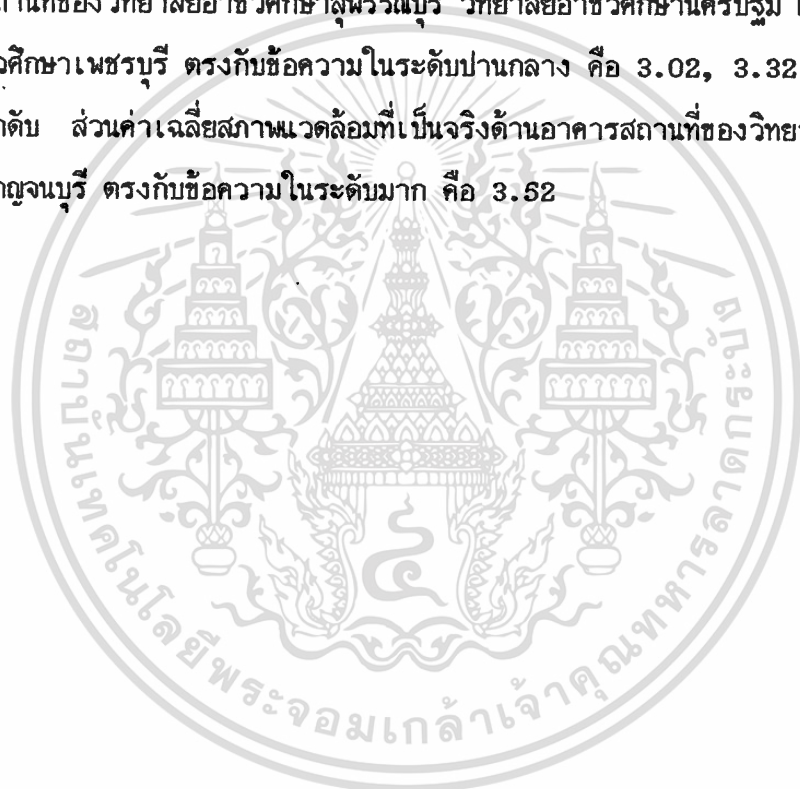 านที่ของวิทยาลัยอาชีวศึกษาสุพรรณบุรี วิทยาลัยอาชีวศึกษานครปฐม
วศึกษาเพชรบุรี ตรงกับข้อความในระดับปานกลาง คือ 3.02, 3.32
าดับ ส่วนค่าเฉลี่ยสภาพแวดล้อมที่เป็นจริงด้านอาคารสถานที่ของวิทย
าญจนบุรี ตรงกับข้อความในระดับมาก คือ 3.52
สถาบันเทคโนโลยีพระจอมเกล้าเจ้าคุณทหารลาดกระบัง